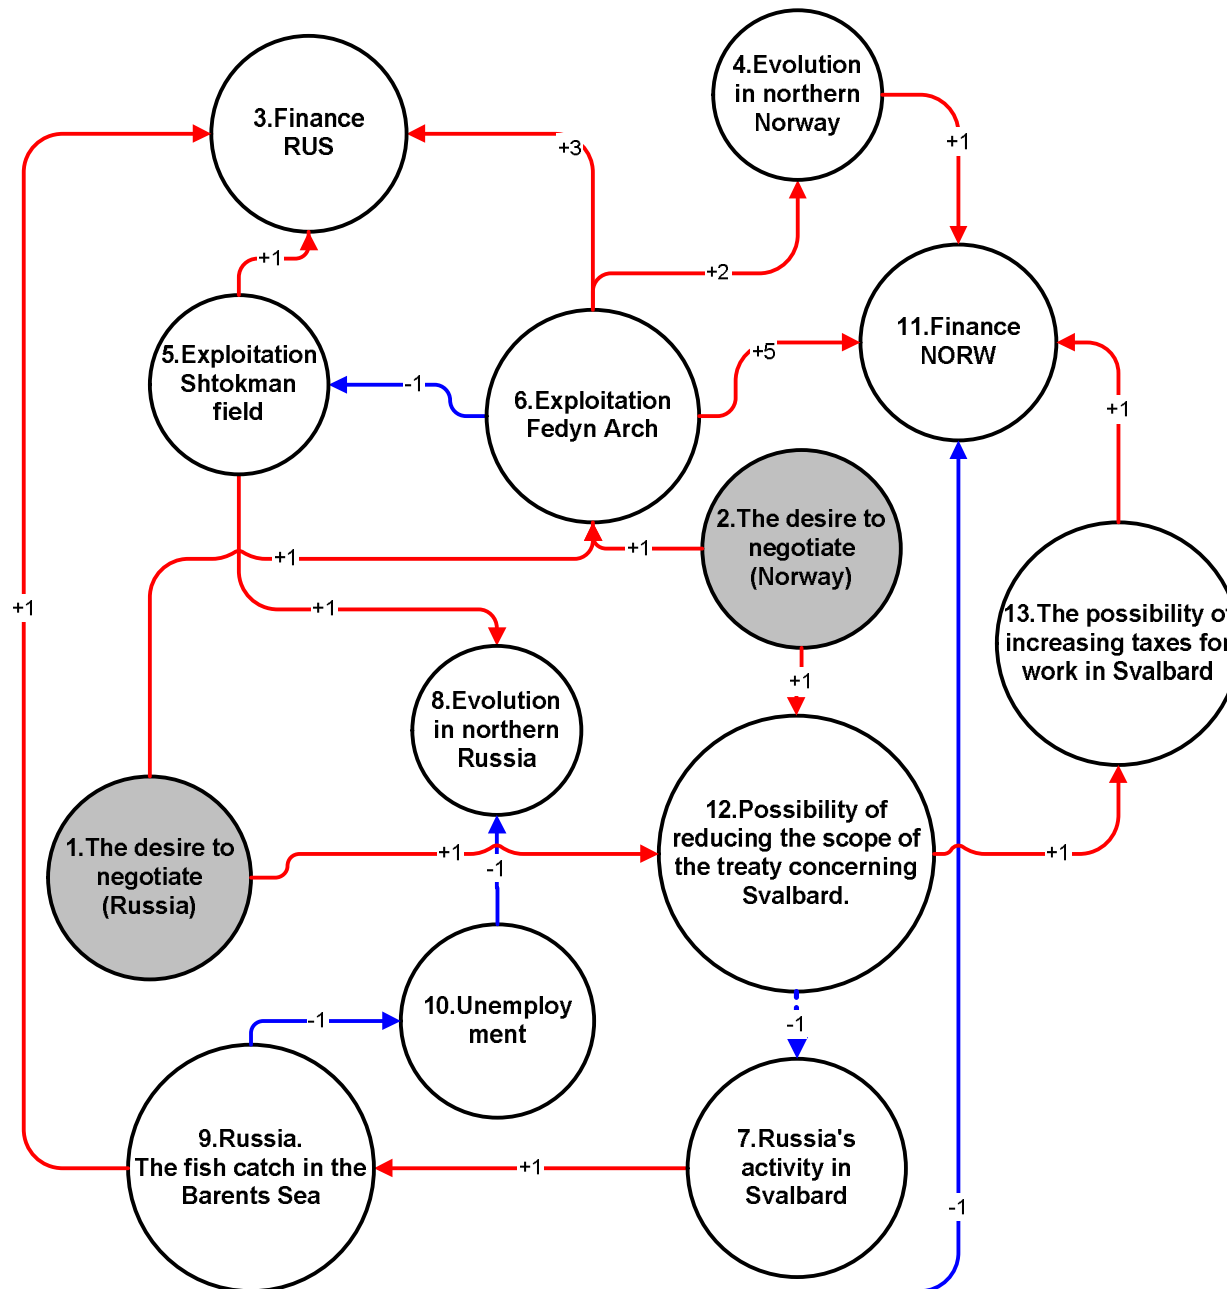 4.Evolution
in northern
Norway
3.Finance
RUS
+3
+1
+1
+2
11.Finance
NORW
5.Exploitation
Shtokman
field
+5
-1
6.Exploitation
Fedyn Arch
+1
2.The desire to
negotiate
(Norway)
+1
+1
+1
+1
13.The possibility of
increasing taxes for
work in Svalbard
+1
8.Evolution
in northern
Russia
12.Possibility of
reducing the scope of
the treaty concerning
Svalbard.
1.The desire to
negotiate
(Russia)
+1
+1
-1
10.Unemploy
ment
-1
-1
9.Russia.
The fish catch in the
Barents Sea
+1
7.Russia's
activity in
Svalbard
-1